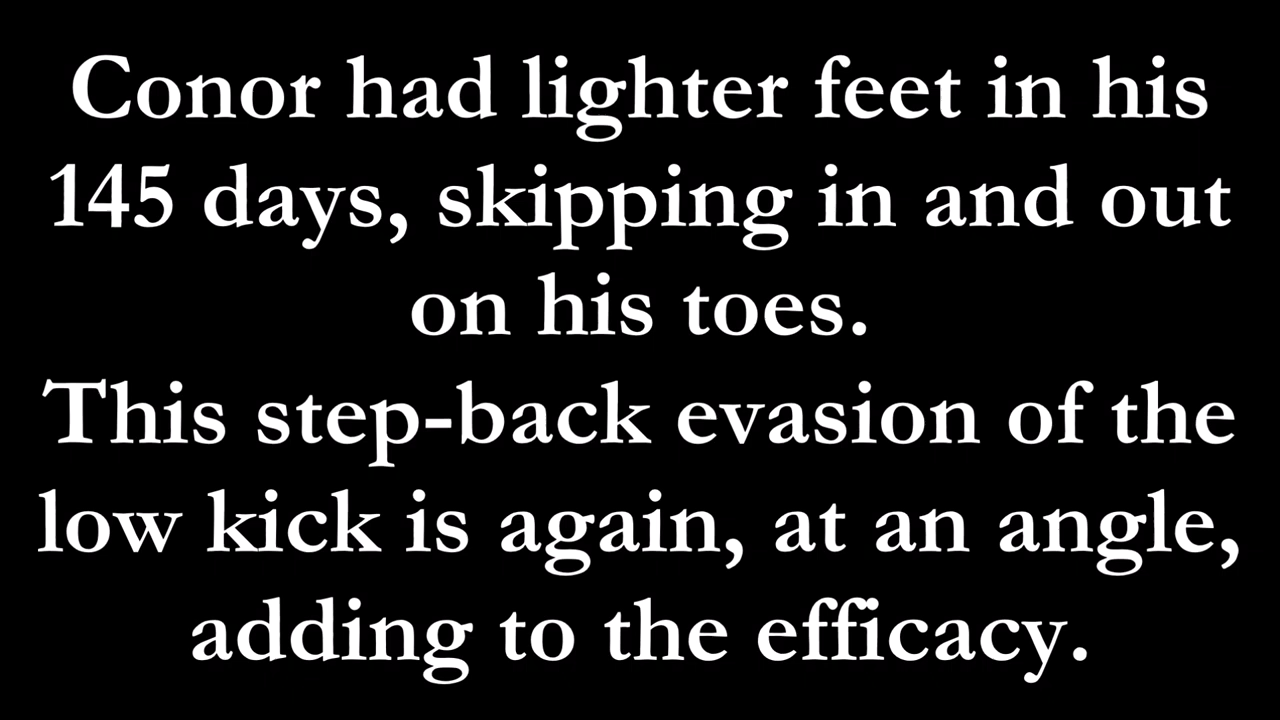 Conor had lighter feet in his
145 days, skipping in and out
on his toes.
This step-back evasion of the
low kick is again, at an angle,
adding to the efficacy.